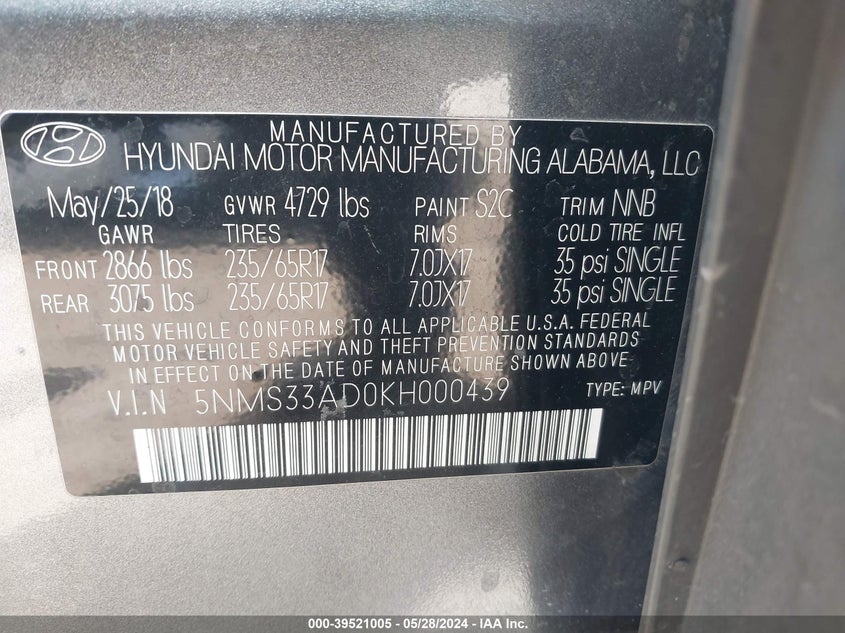 MANUFACTURED BY
HYUNDAI MOTOR MANUFACTURING ALABAMA, LLC
May/25/18 GVWR 4729 lbs PAINT S2C TRIM NNB
GAWR TIRES RIMS COLD TIRE INFL
FRONT 2866 lbs 235/65R17 7.0JX17 35 psi SINGLE
REAR 3075 lbs 235/65R17 7.0JX17 35 psi SINGLE
THIS VEHICLE CONFORMS TO ALL APPLICABLE U.S.A. FEDERAL
MOTOR VEHICLE SAFETY AND THEFT PREVENTION STANDARDS
IN EFFECT ON THE DATE OF MANUFACTURE SHOWN ABOVE.
V.I.N 5NMS33AD0KH000439 TYPE: MPV
000-39521005 - 05/28/2024 - IAA Inc.